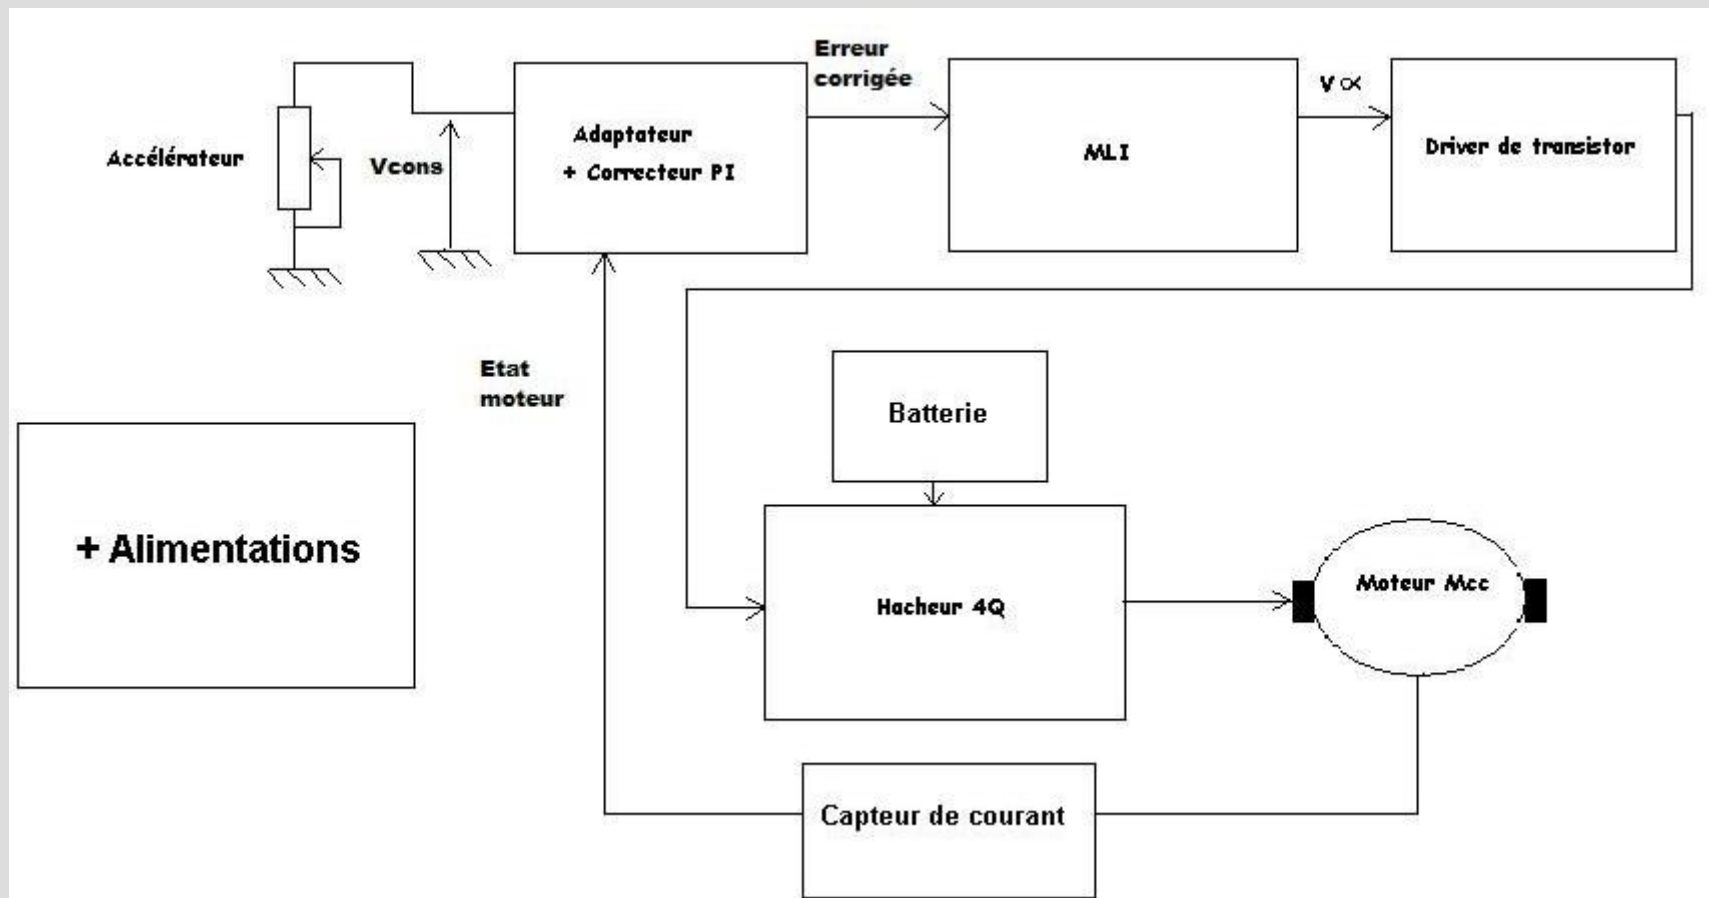 Erreur
corrigée
Accélérateur
Vcons
Adaptateur
+ Correcteur PI
MLI
V ∝
Driver de transistor
Etat
moteur
Batterie
+ Alimentations
Hacheur 4Q
Moteur Mcc
Capteur de courant